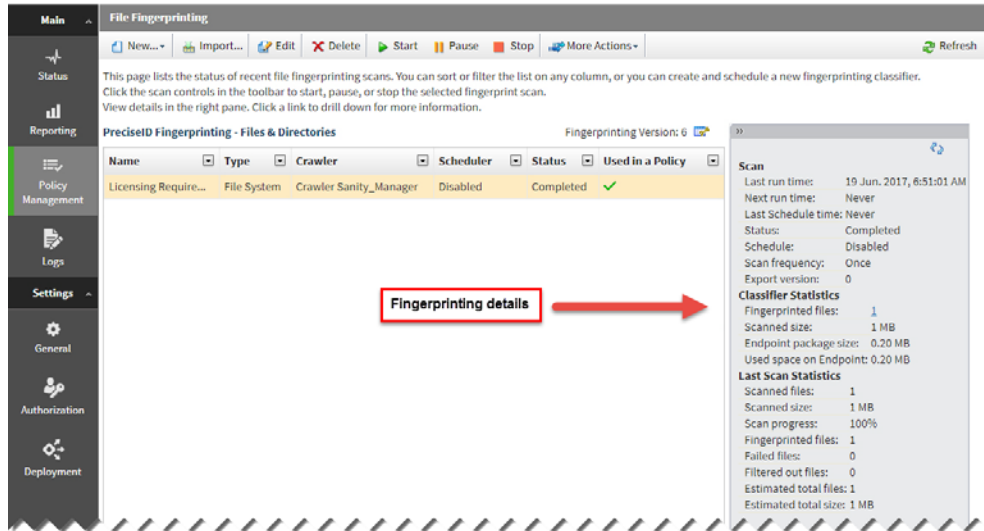 Main
File Fingerprinting
New...
Import...
Edit
Delete
Start
Pause
Stop
More Actions
Refresh
Status
Reporting
Policy
Management
Logs
Settings
General
Authorization
Deployment
This page lists the status of recent file fingerprinting scans. You can sort or filter the list on any column, or you can create and schedule a new fingerprinting classifier.
Click the scan controls in the toolbar to start, pause, or stop the selected fingerprint scan.
View details in the right pane. Click a link to drill down for more information.
PreciseID Fingerprinting - Files & Directories
Fingerprinting Version: 6
Name Type Crawler Scheduler Status Used in a Policy
Licensing Require... File System Crawler Sanity_Manager Disabled Completed
Fingerprinting details
Scan
Last run time: 19 Jun. 2017, 6:51:01 AM
Next run time: Never
Last Schedule time: Never
Status: Completed
Schedule: Disabled
Scan frequency: Once
Export version: 0
Classifier Statistics
Fingerprinted files: 1
Scanned size: 1 MB
Endpoint package size: 0.20 MB
Used space on Endpoint: 0.20 MB
Last Scan Statistics
Scanned files: 1
Scanned size: 1 MB
Scan progress: 100%
Fingerprinted files: 1
Failed files: 0
Filtered out files: 0
Estimated total files: 1
Estimated total size: 1 MB